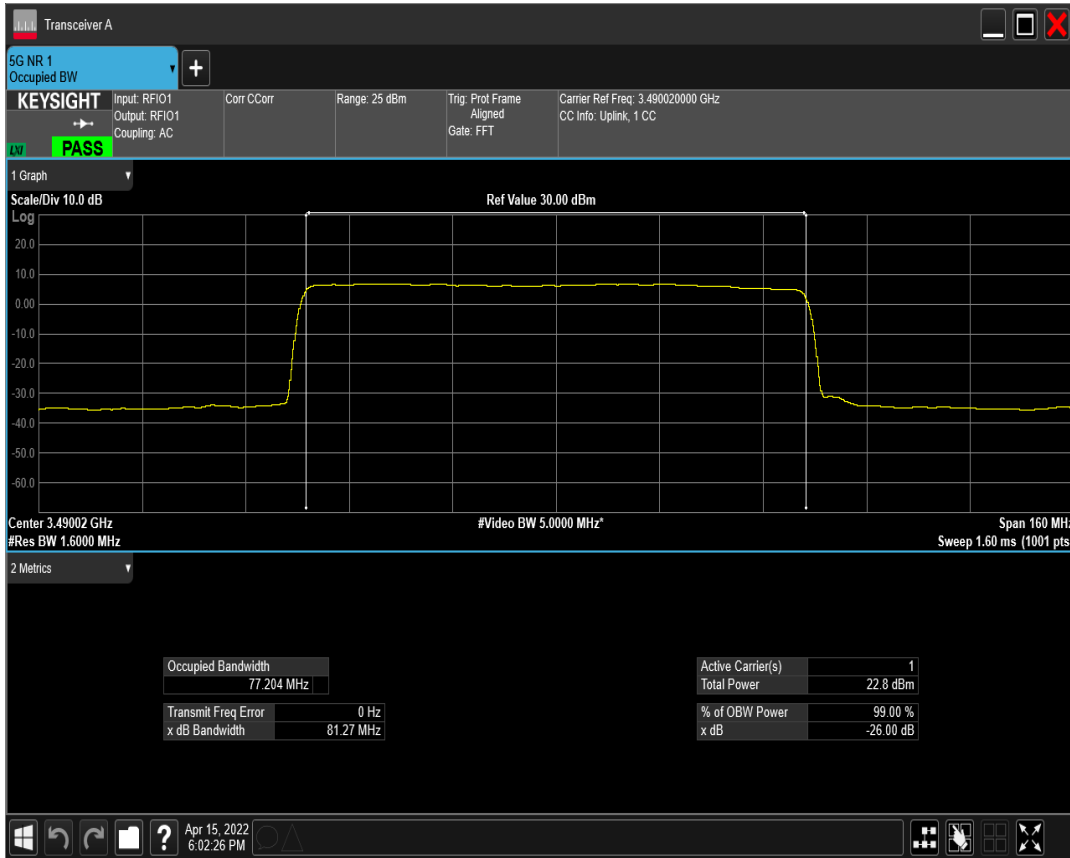 Transceiver A
5G NR 1
Occupied BW
KEYSIGHT
LXI
PASS
Input: RFIO1
Output: RFIO1
Coupling: AC
Corr CCorr
Range: 25 dBm
Trig: Prot Frame
Aligned
Gate: FFT
Carrier Ref Freq: 3.490020000 GHz
CC Info: Uplink, 1 CC
1 Graph
Scale/Div 10.0 dB
Ref Value 30.00 dBm
Log
20.0
10.0
0.00
-10.0
-20.0
-30.0
-40.0
-50.0
-60.0
Center 3.49002 GHz
#Video BW 5.0000 MHz*
Span 160 MHz
#Res BW 1.6000 MHz
Sweep 1.60 ms (1001 pts
2 Metrics
Occupied Bandwidth
77.204 MHz
Transmit Freq Error 0 Hz
x dB Bandwidth 81.27 MHz
Active Carrier(s) 1
Total Power 22.8 dBm
% of OBW Power 99.00 %
x dB -26.00 dB
?
Apr 15, 2022
6:02:26 PM